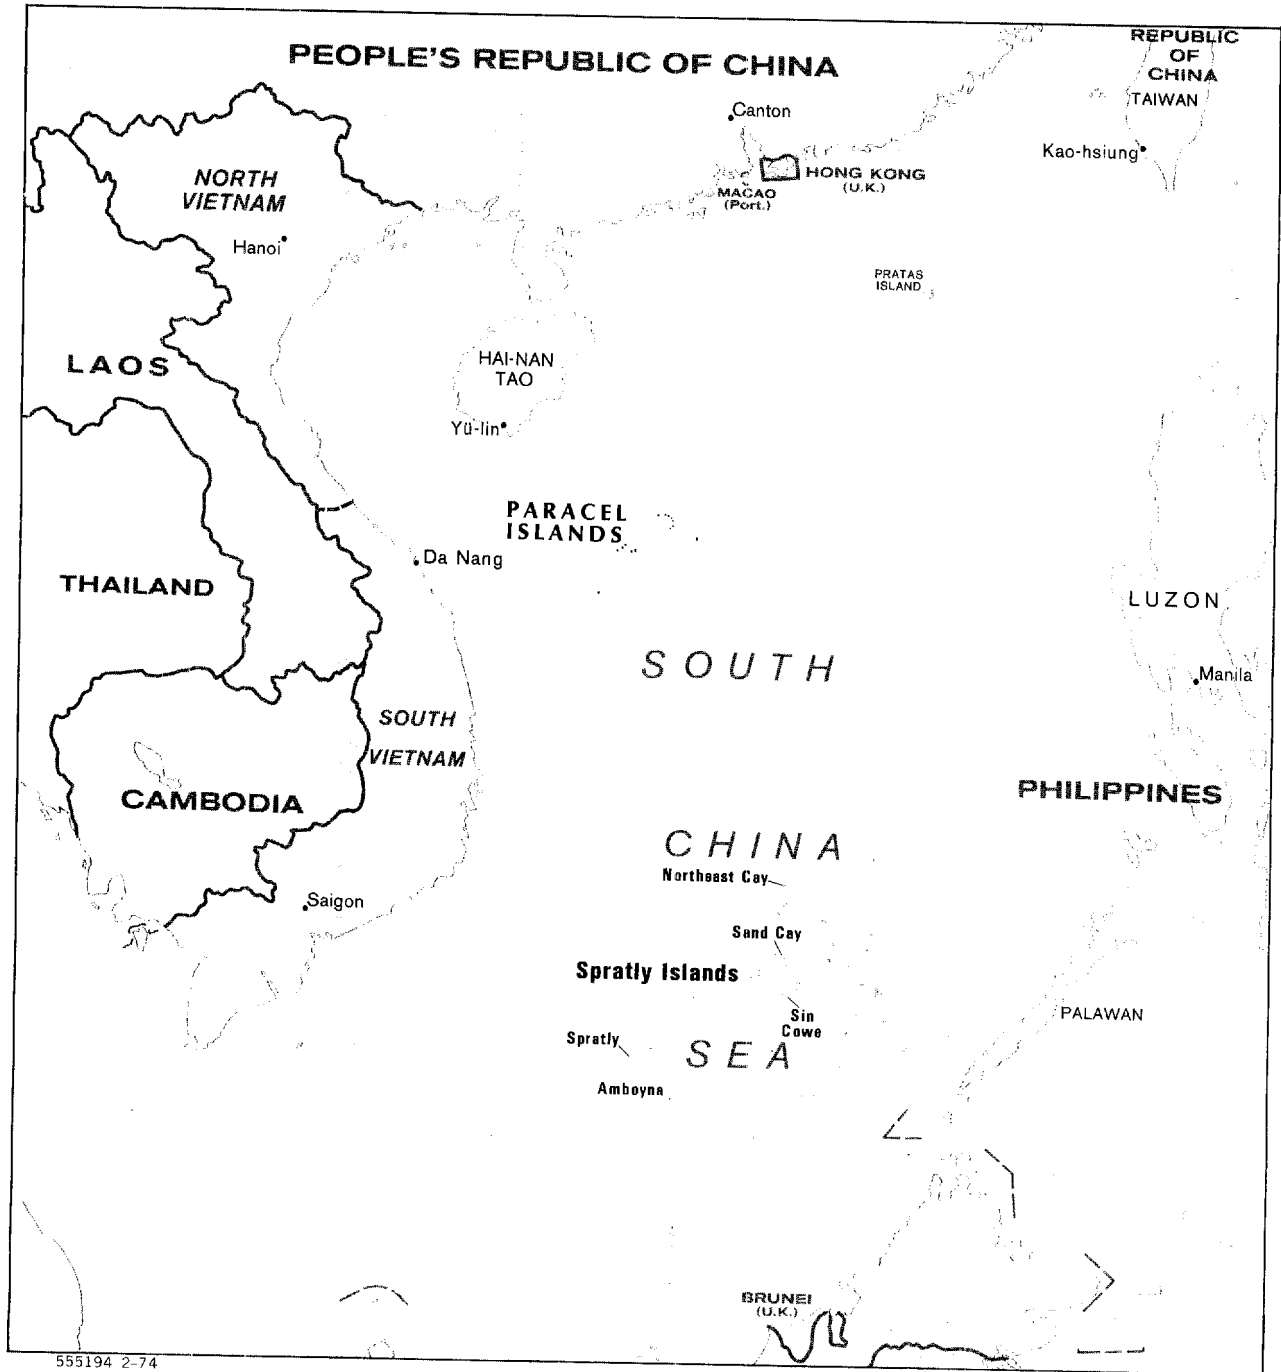 PEOPLE'S REPUBLIC OF CHINA
REPUBLIC
OF
CHINA
TAIWAN
Canton
Kao-hsiung
HONG KONG
(U.K.)
MACAO
(Port.)
NORTH
VIETNAM
Hanoi
PRATAS
ISLAND
LAOS
HAI-NAN
TAO
Yü-lin
PARACEL
ISLANDS
Da Nang
THAILAND
LUZON
SOUTH
Manila
SOUTH
VIETNAM
CAMBODIA
PHILIPPINES
CHINA
Northeast Cay
Saigon
Sand Cay
Spratly Islands
Sin
Cowe
PALAWAN
Spratly
SEA
Amboyna
BRUNEI
(U.K.)
555194 2-74